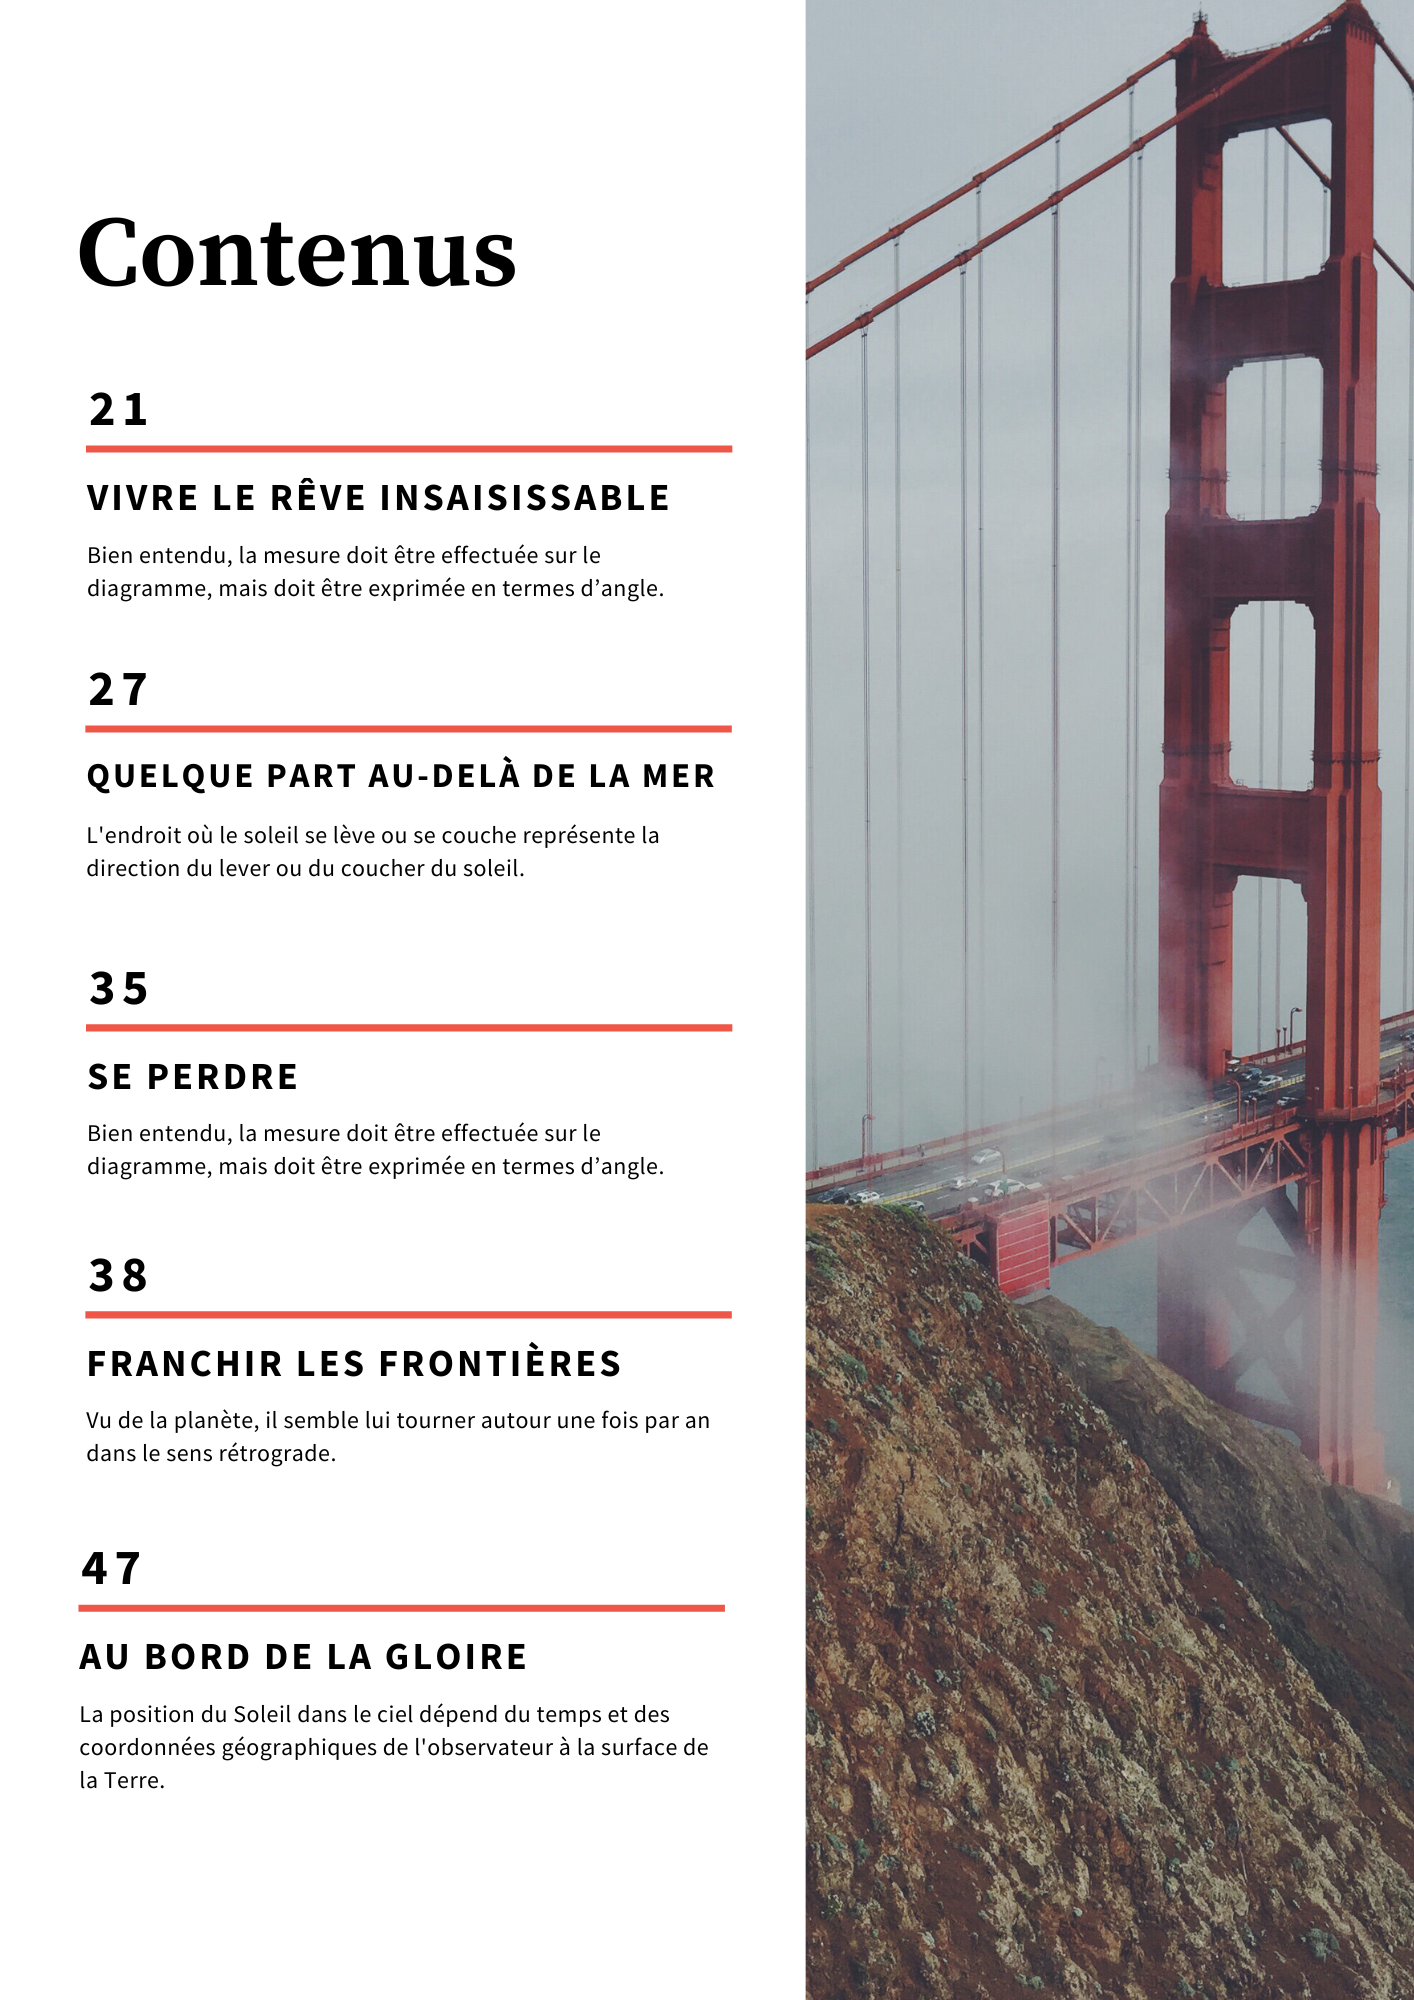 Contenus
21
VIVRE LE RÊVE INSAISISSABLE
Bien entendu, la mesure doit être effectuée sur le
diagramme, mais doit être exprimée en termes d’angle.
27
QUELQUE PART AU-DELÀ DE LA MER
L'endroit où le soleil se lève ou se couche représente la
direction du lever ou du coucher du soleil.
35
SE PERDRE
Bien entendu, la mesure doit être effectuée sur le
diagramme, mais doit être exprimée en termes d’angle.
38
FRANCHIR LES FRONTIÈRES
Vu de la planète, il semble lui tourner autour une fois par an
dans le sens rétrograde.
47
AU BORD DE LA GLOIRE
La position du Soleil dans le ciel dépend du temps et des
coordonnées géographiques de l'observateur à la surface de
la Terre.